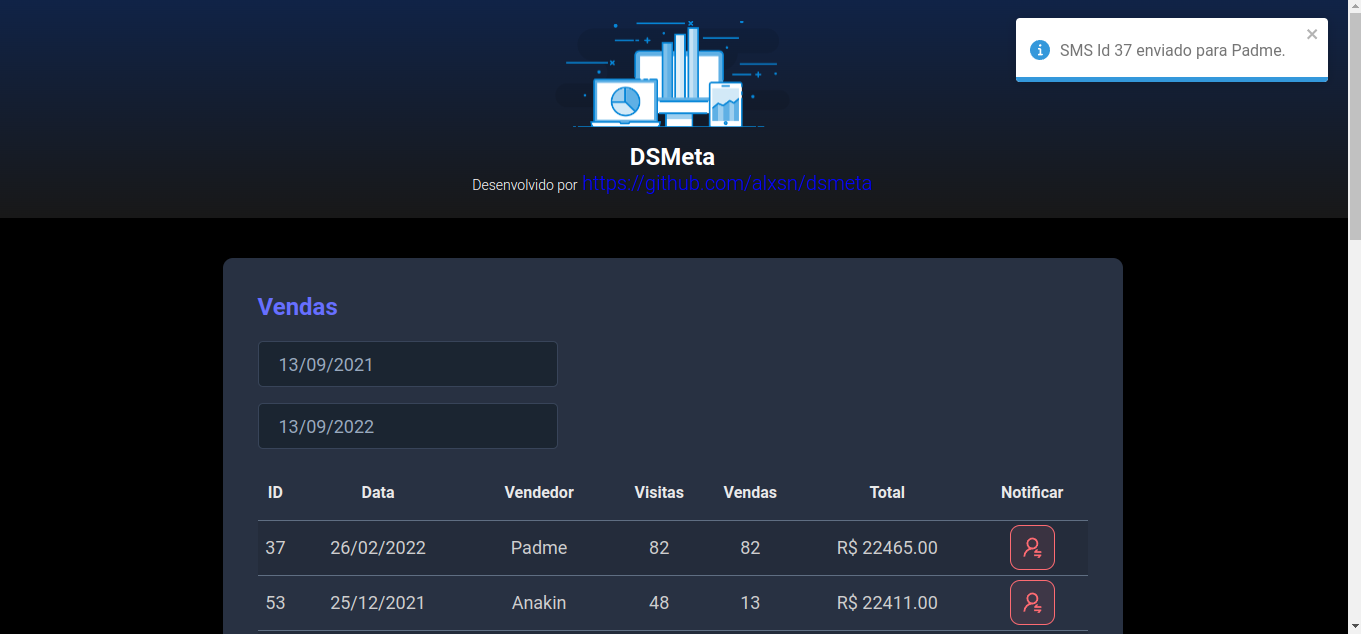 SMS Id 37 enviado para Padme.
DSMeta
Desenvolvido por https://github.com/alxsn/dsmeta
Vendas
13/09/2021
13/09/2022
ID Data Vendedor Visitas Vendas Total Notificar
37 26/02/2022 Padme 82 82 R$ 22465.00
53 25/12/2021 Anakin 48 13 R$ 22411.00